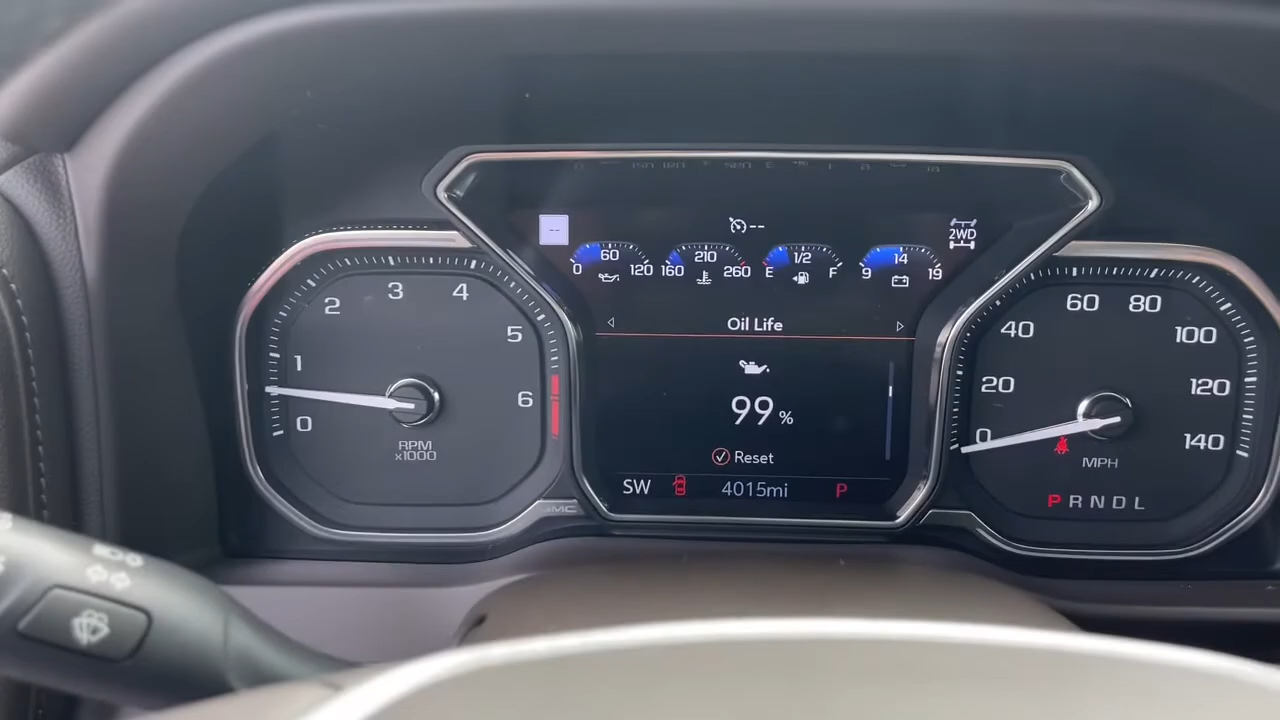 --
--
2WD
0 60 120
160 210 260
E 1/2 F
9 14 19
Oil Life
99 %
Reset
SW 4015mi P
0 1 2 3 4 5 6
RPM
x1000
GMC
0 20 40 60 80 100 120 140
MPH
P R N D L